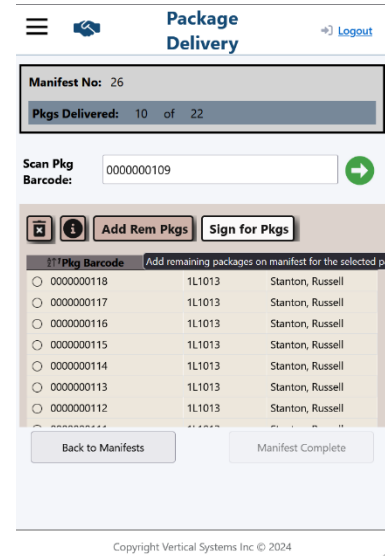 Package
Delivery
Logout
Manifest No: 26
Pkgs Delivered: 10 of 22
Scan Pkg
Barcode:
0000000109
Add Rem Pkgs
Sign for Pkgs
Pkg Barcode
Add remaining packages on manifest for the selected p
0000000118 1L1013 Stanton, Russell
0000000117 1L1013 Stanton, Russell
0000000116 1L1013 Stanton, Russell
0000000115 1L1013 Stanton, Russell
0000000114 1L1013 Stanton, Russell
0000000113 1L1013 Stanton, Russell
0000000112 1L1013 Stanton, Russell
Back to Manifests
Manifest Complete
Copyright Vertical Systems Inc © 2024